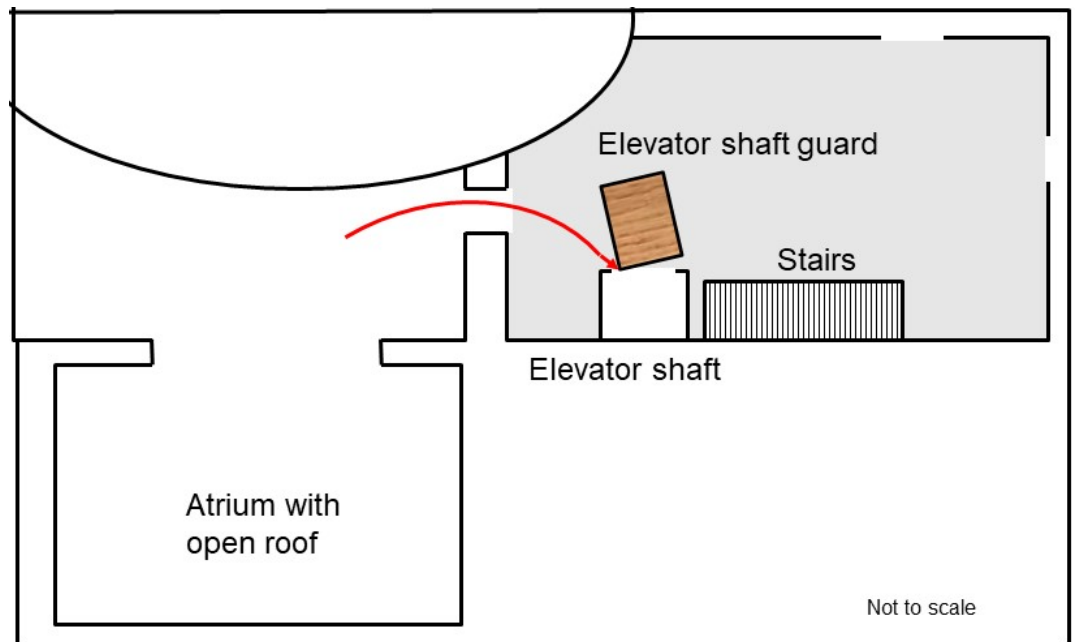 Elevator shaft guard
Stairs
Elevator shaft
Atrium with
open roof
Not to scale